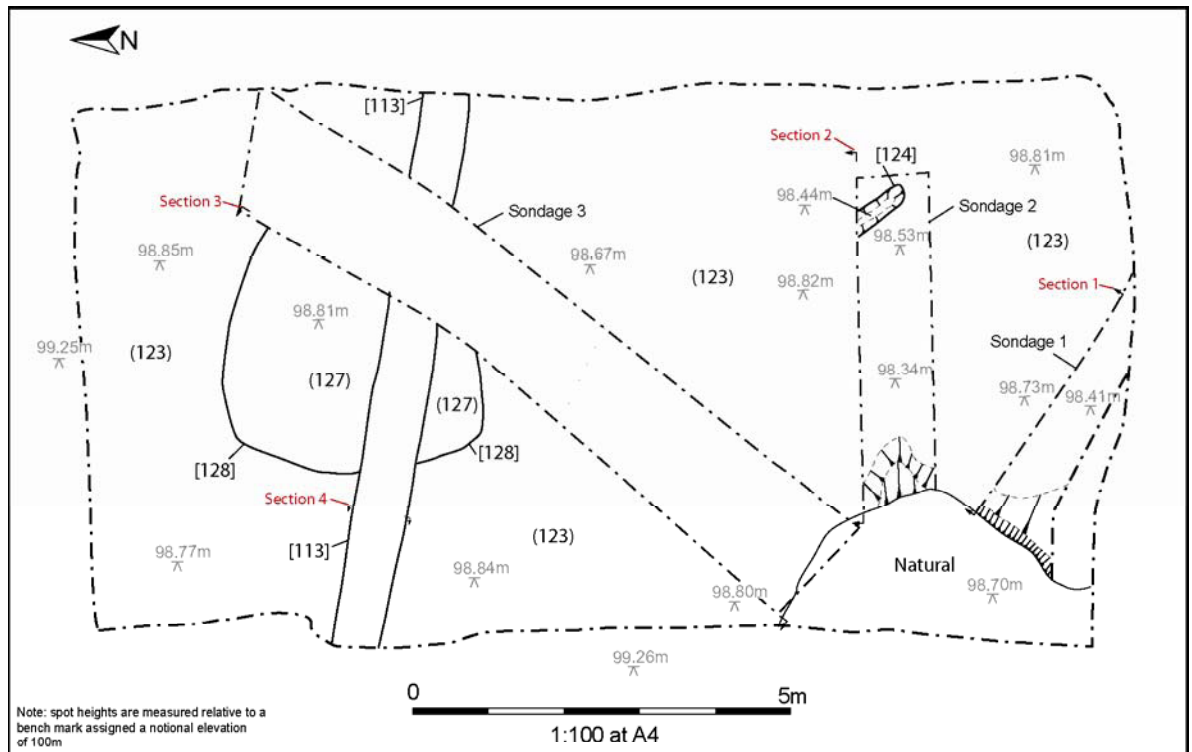 N
[113]
Section 2
[124]
98.81m
Section 3
98.44m
Sondage 3
Sondage 2
98.85m
98.67m
98.53m
(123)
(123)
98.82m
Section 1
98.81m
99.25m
(123)
Sondage 1
98.34m
(127)
98.73m
98.41m
(127)
[128]
[128]
Section 4
[113]
(123)
98.77m
98.84m
Natural
98.80m
98.70m
99.26m
0
5m
1:100 at A4
Note: spot heights are measured relative to a
bench mark assigned a notional elevation
of 100m